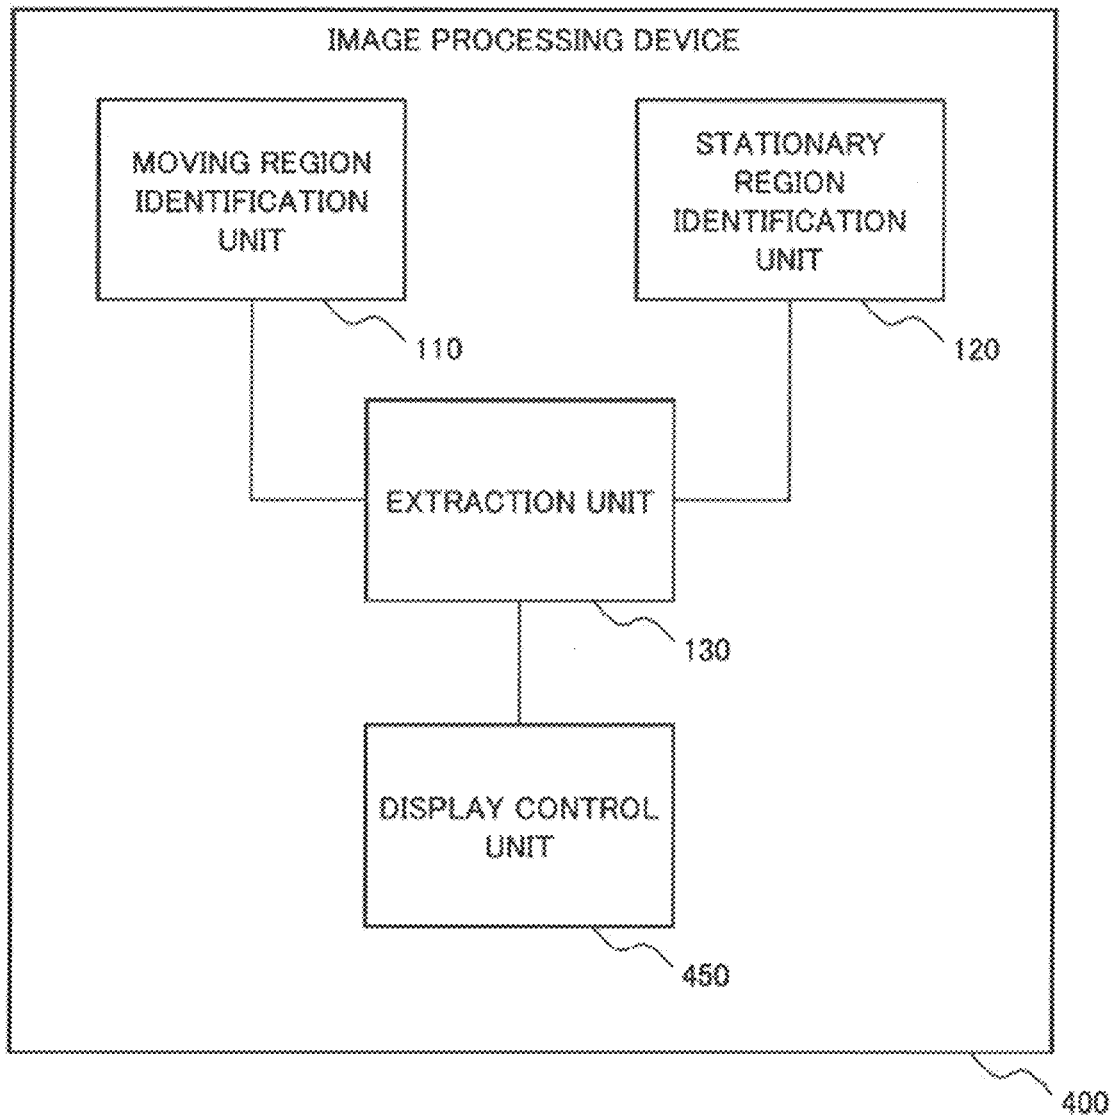 IMAGE PROCESSING DEVICE
MOVING REGION
IDENTIFICATION
UNIT
110
STATIONARY
REGION
IDENTIFICATION
UNIT
120
EXTRACTION UNIT
130
DISPLAY CONTROL
UNIT
450
400